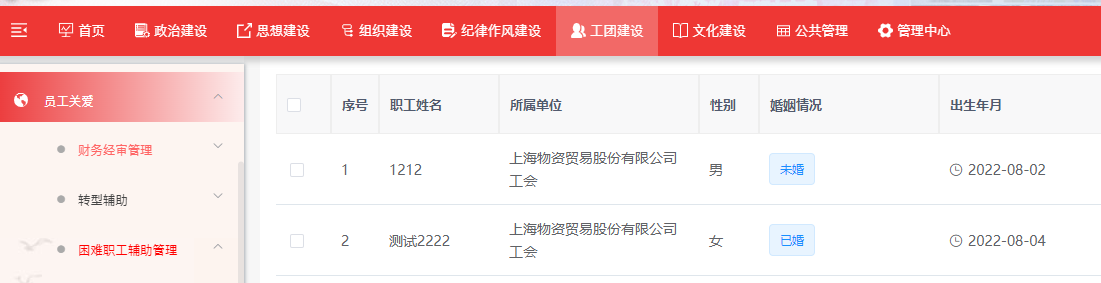 首页 政治建设 思想建设 组织建设 纪律作风建设 工团建设 文化建设 公共管理 管理中心
员工关爱
财务经审管理
转型辅助
困难职工辅助管理
序号 职工姓名 所属单位 性别 婚姻情况 出生年月
1 1212 上海物资贸易股份有限公司 男 未婚 2022-08-02
工会
2 测试2222 上海物资贸易股份有限公司 女 已婚 2022-08-04
工会